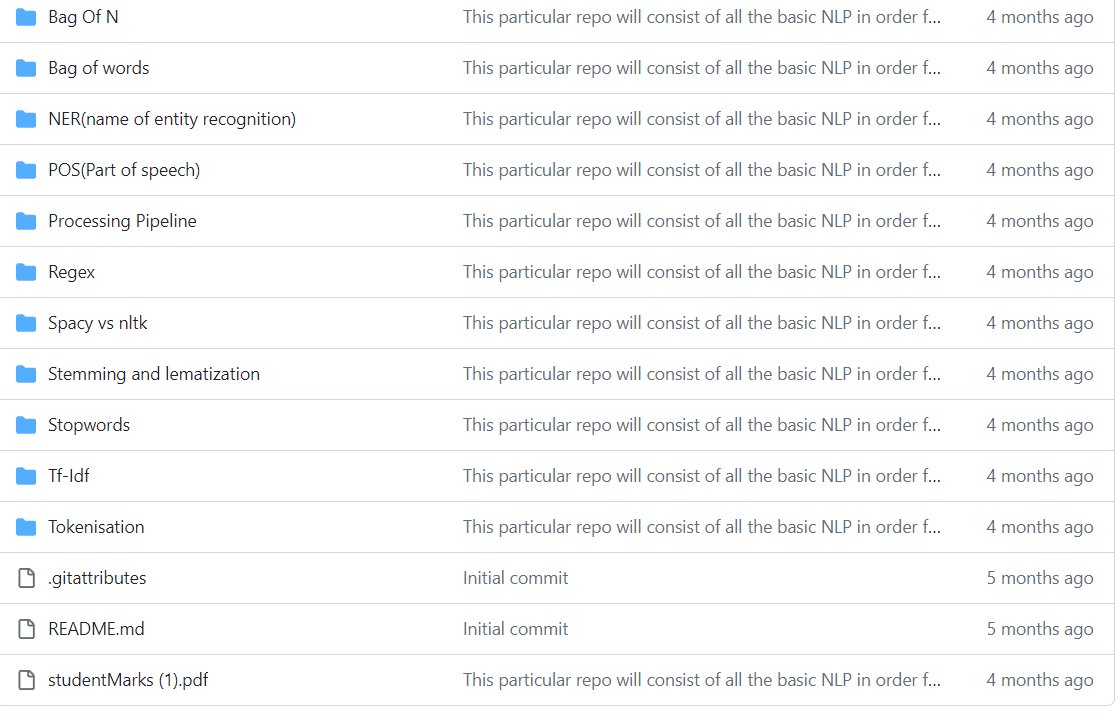 Bag Of N This particular repo will consist of all the basic NLP in order f... 4 months ago
Bag of words This particular repo will consist of all the basic NLP in order f... 4 months ago
NER(name of entity recognition) This particular repo will consist of all the basic NLP in order f... 4 months ago
POS(Part of speech) This particular repo will consist of all the basic NLP in order f... 4 months ago
Processing Pipeline This particular repo will consist of all the basic NLP in order f... 4 months ago
Regex This particular repo will consist of all the basic NLP in order f... 4 months ago
Spacy vs nltk This particular repo will consist of all the basic NLP in order f... 4 months ago
Stemming and lematization This particular repo will consist of all the basic NLP in order f... 4 months ago
Stopwords This particular repo will consist of all the basic NLP in order f... 4 months ago
Tf-Idf This particular repo will consist of all the basic NLP in order f... 4 months ago
Tokenisation This particular repo will consist of all the basic NLP in order f... 4 months ago
.gitattributes Initial commit 5 months ago
README.md Initial commit 5 months ago
studentMarks (1).pdf This particular repo will consist of all the basic NLP in order f... 4 months ago